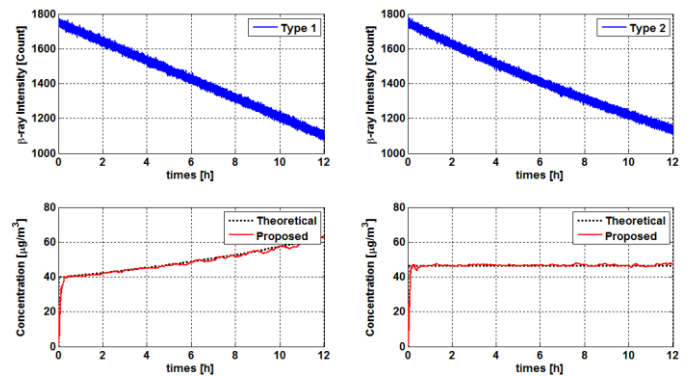 1800
1600
1400
1200
1000
0 2 4 6 8 10 12
β-ray Intensity [Count]
times [h]
Type 1
1800
1600
1400
1200
1000
0 2 4 6 8 10 12
β-ray Intensity [Count]
times [h]
Type 2
80
60
40
20
0
0 2 4 6 8 10 12
Concentration [μg/m³]
times [h]
Theoretical
Proposed
80
60
40
20
0
0 2 4 6 8 10 12
Concentration [μg/m³]
times [h]
Theoretical
Proposed